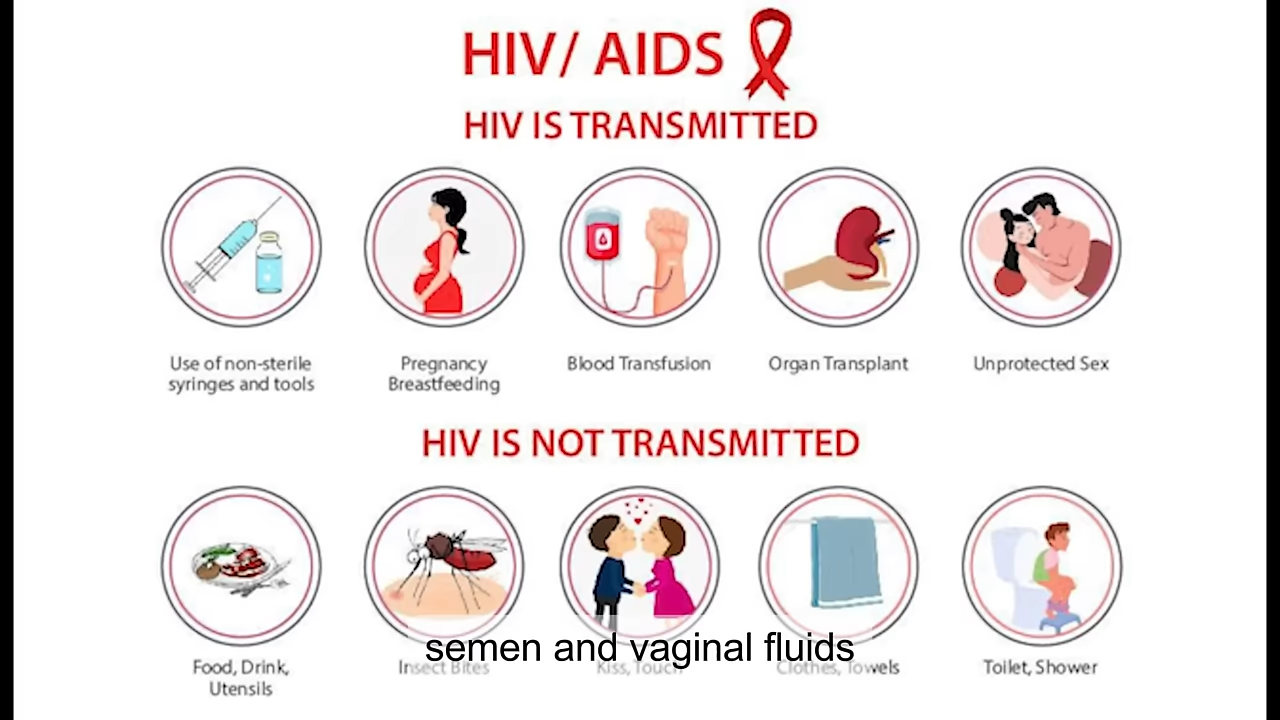 HIV/ AIDS
HIV IS TRANSMITTED
Use of non-sterile
syringes and tools
Pregnancy
Breastfeeding
Blood Transfusion
Organ Transplant
Unprotected Sex
HIV IS NOT TRANSMITTED
semen and vaginal fluids
Food, Drink,
Utensils
Insect Bites
Kiss, Touch
Clothes, Towels
Toilet, Shower